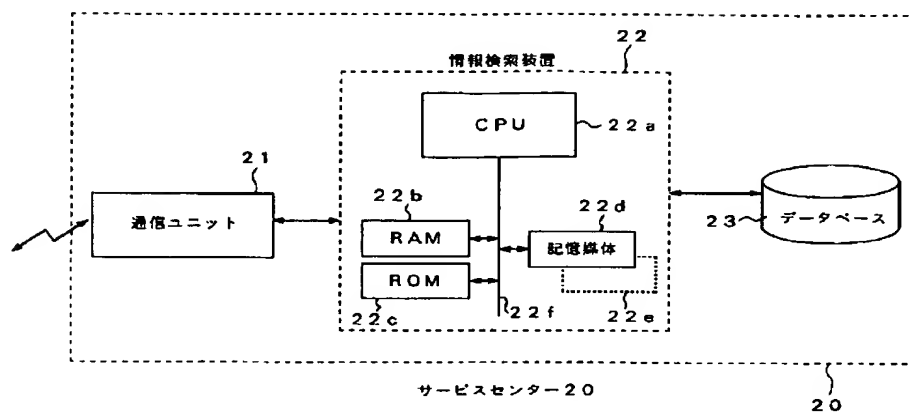 22
情報検索装置
CPU
22a
21
通信ユニット
22b
RAM
22d
記憶媒体
ROM
22c
22f
22e
23
データベース
サービスセンター20
20